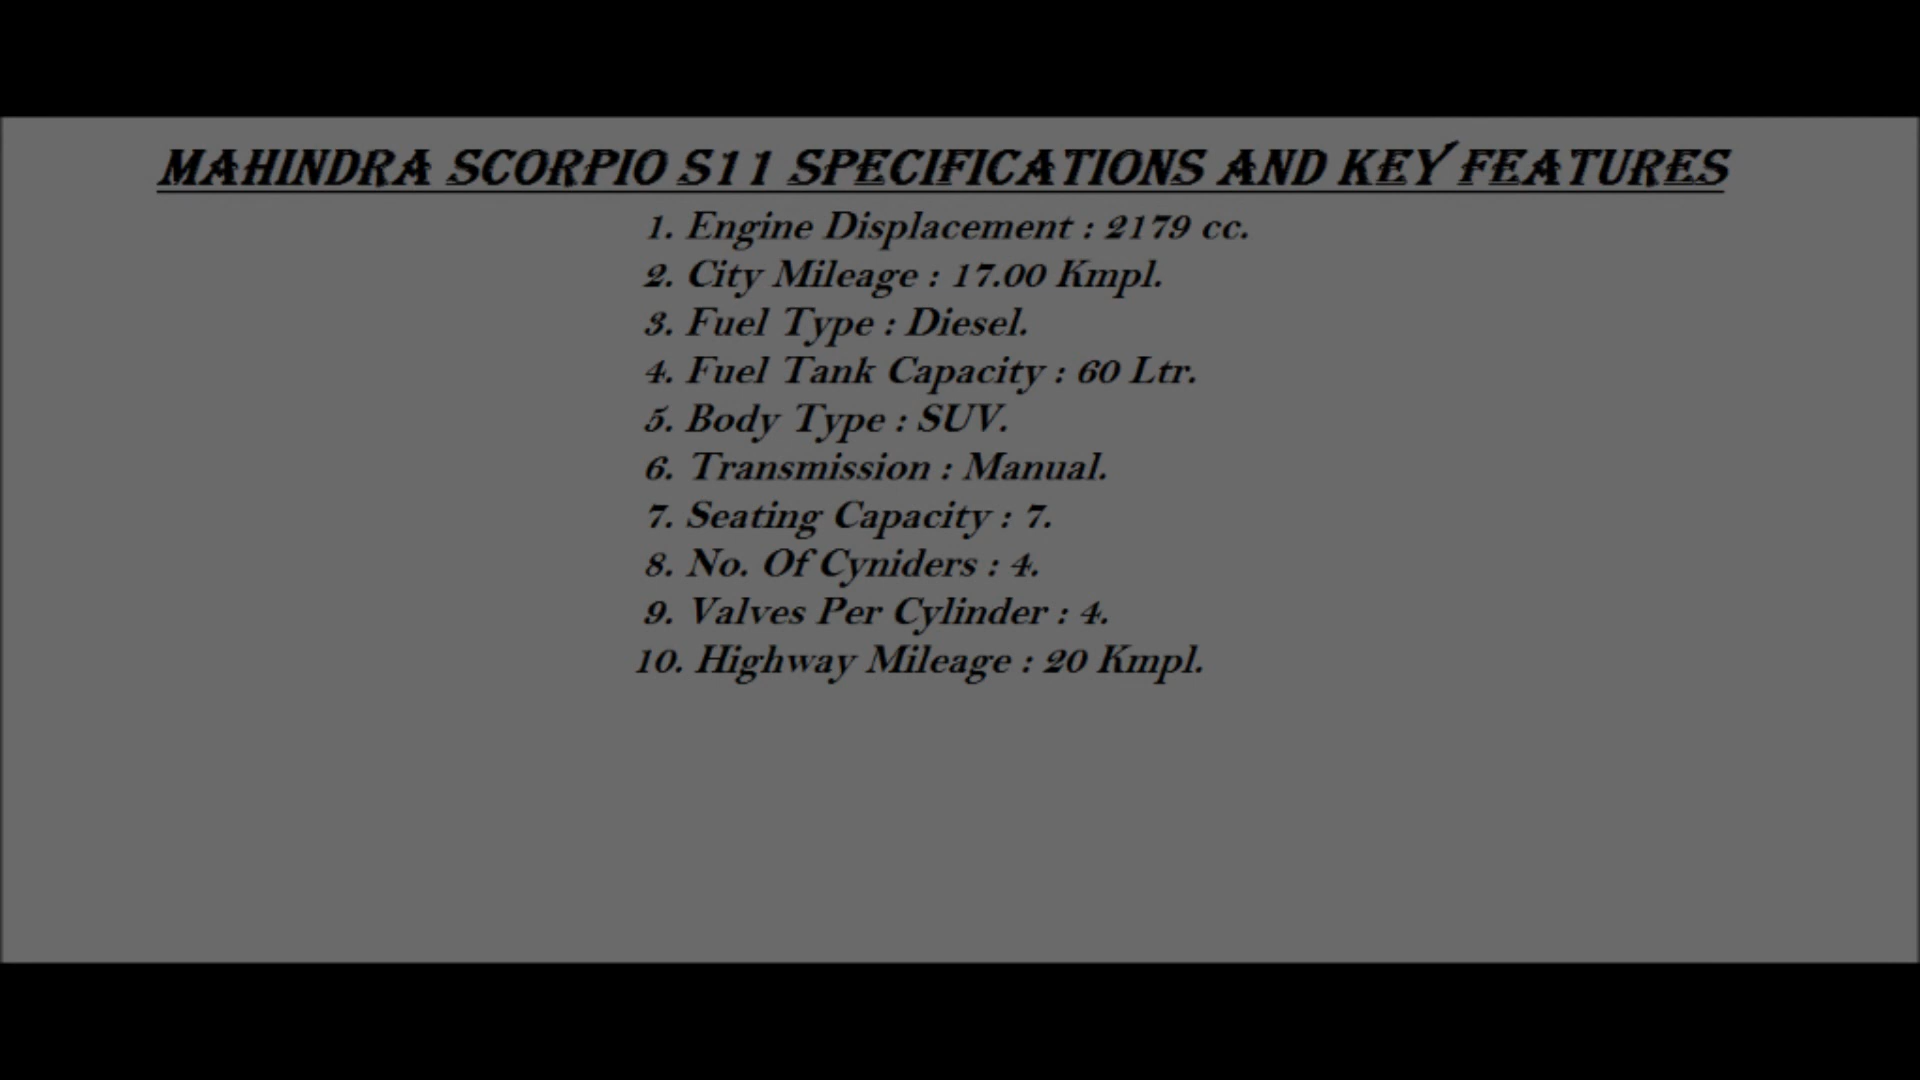 MAHINDRA SCORPIO S11 SPECIFICATIONS AND KEY FEATURES
1. Engine Displacement : 2179 cc.
2. City Mileage : 17.00 Kmpl.
3. Fuel Type : Diesel.
4. Fuel Tank Capacity : 60 Ltr.
5. Body Type : SUV.
6. Transmission : Manual.
7. Seating Capacity : 7.
8. No. Of Cyniders : 4.
9. Valves Per Cylinder : 4.
10. Highway Mileage : 20 Kmpl.